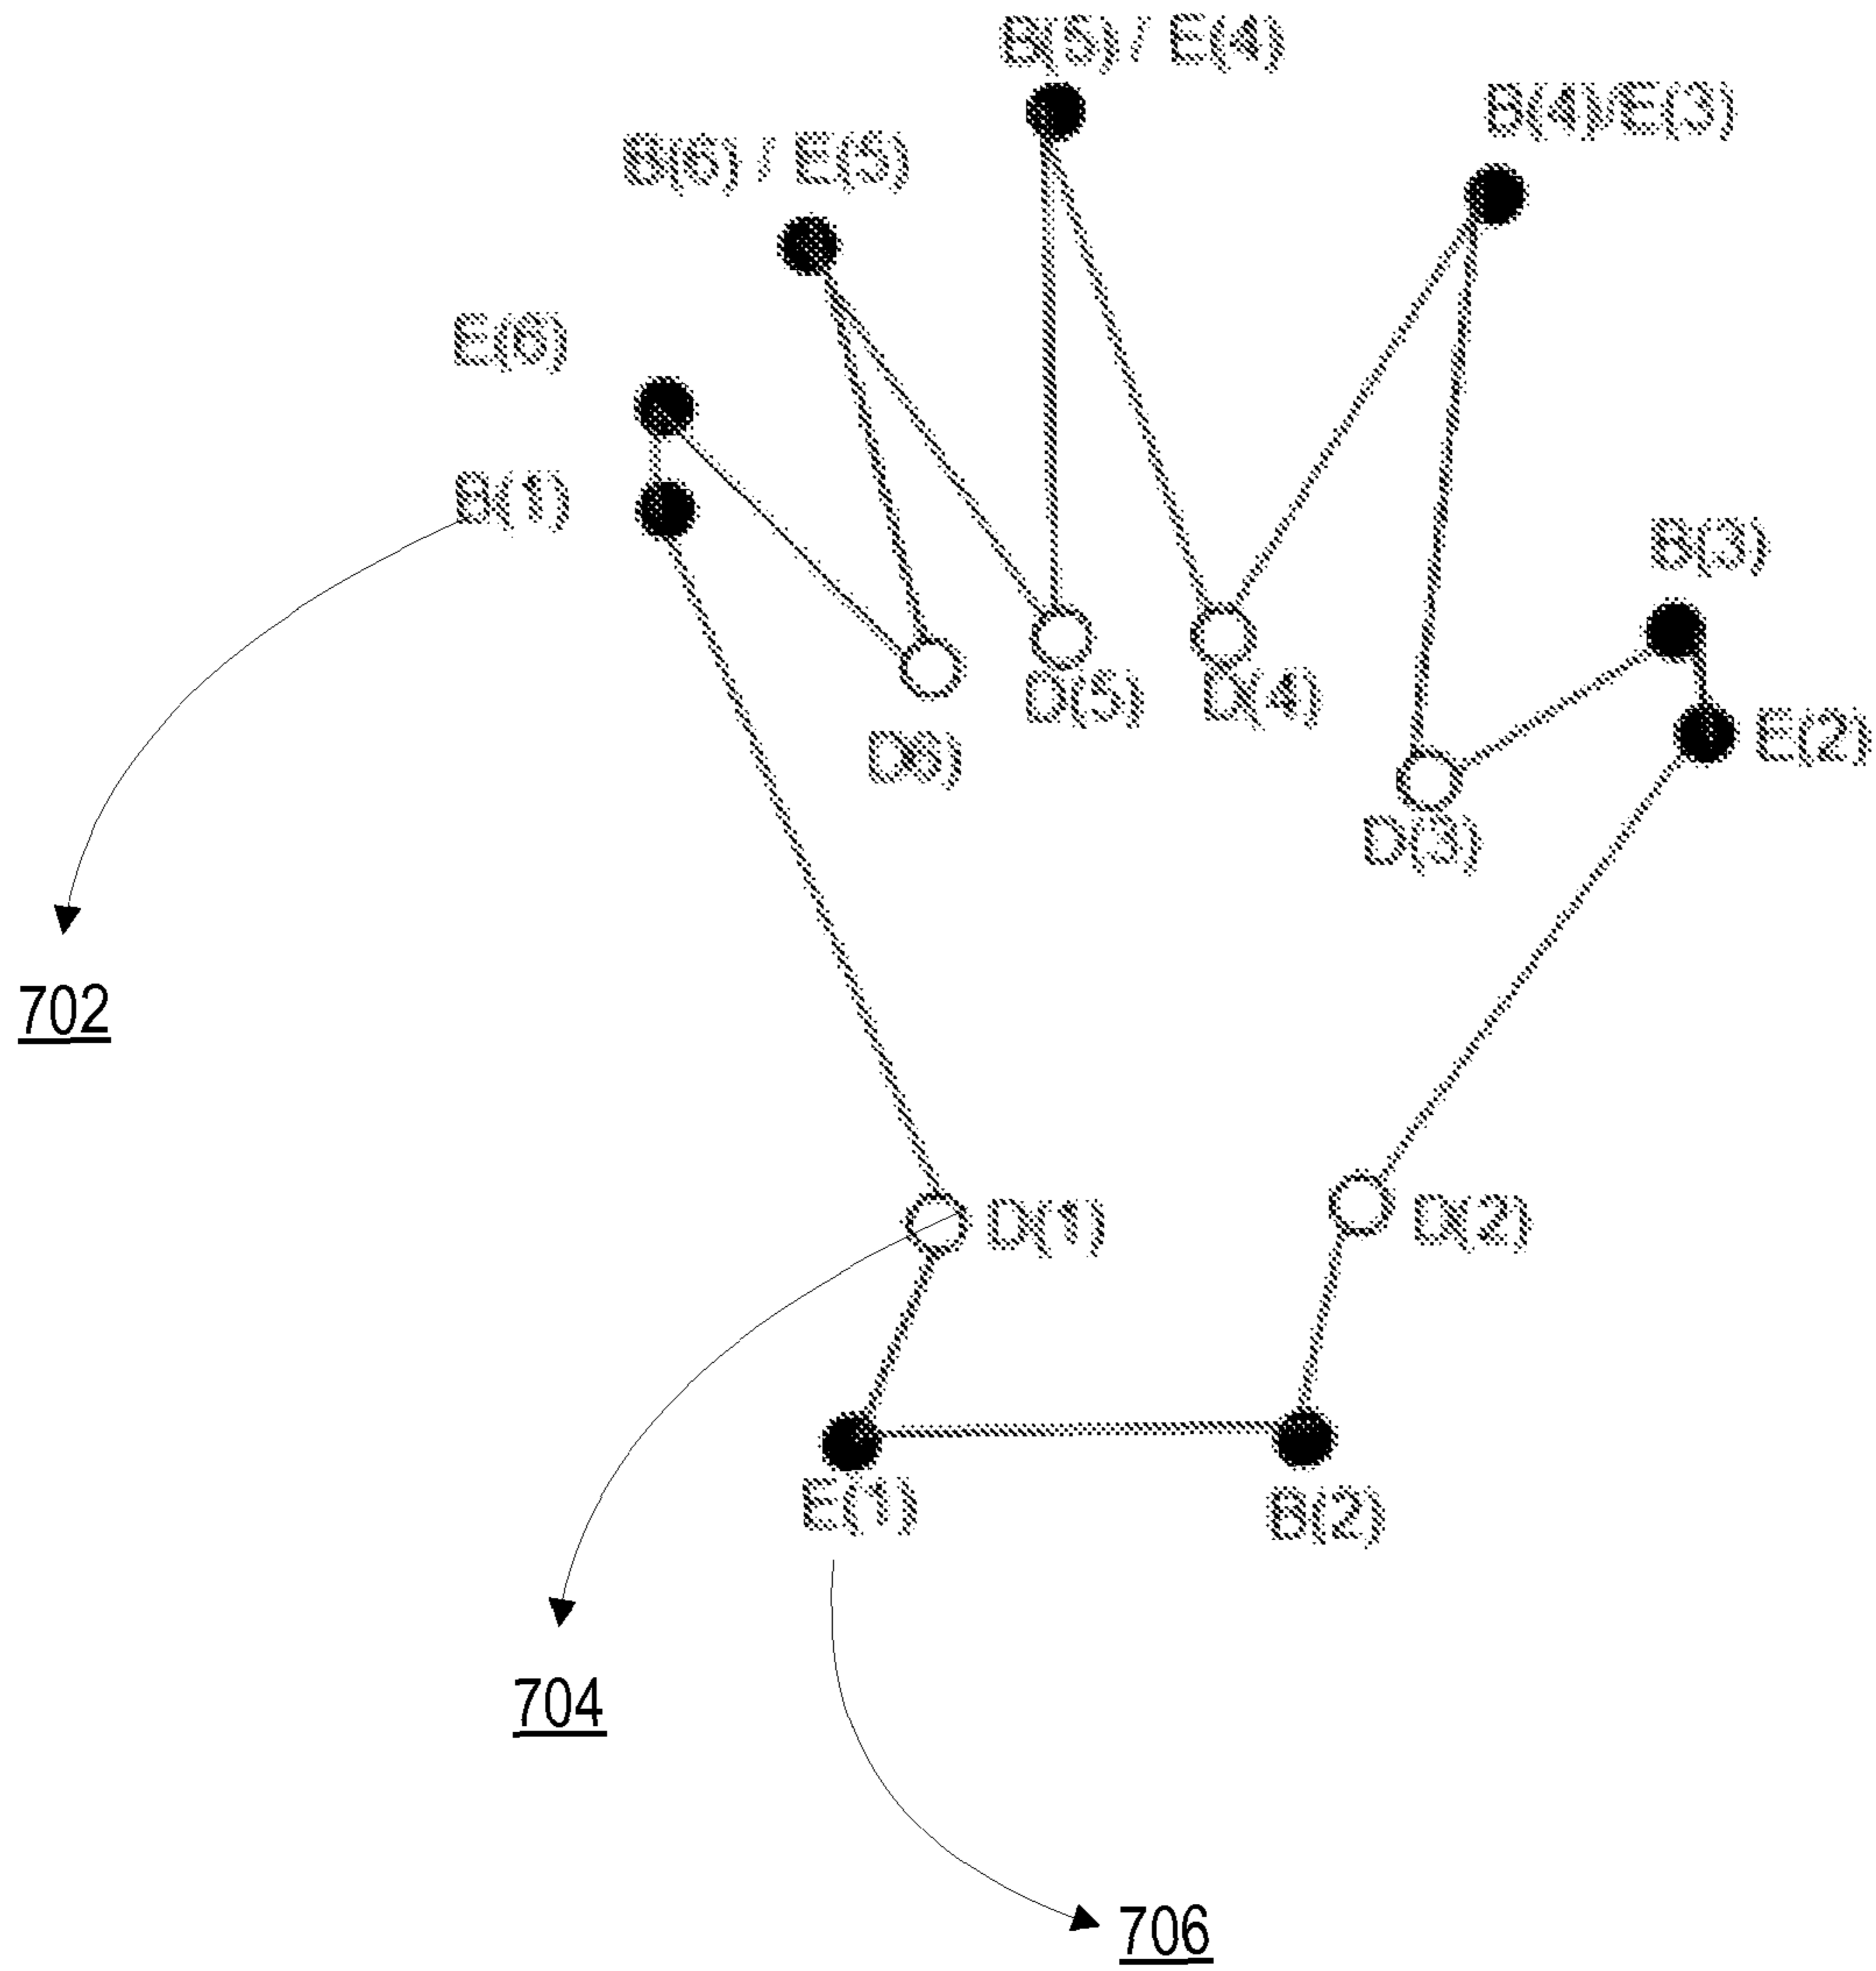 B(5) / E(4)
B(4)/E(3)
B(6) / E(5)
E(6)
B(1)
B(3)
D(5)
D(4)
E(2)
D6)
D(3)
702
D(1)
D(2)
E(1)
B(2)
704
706